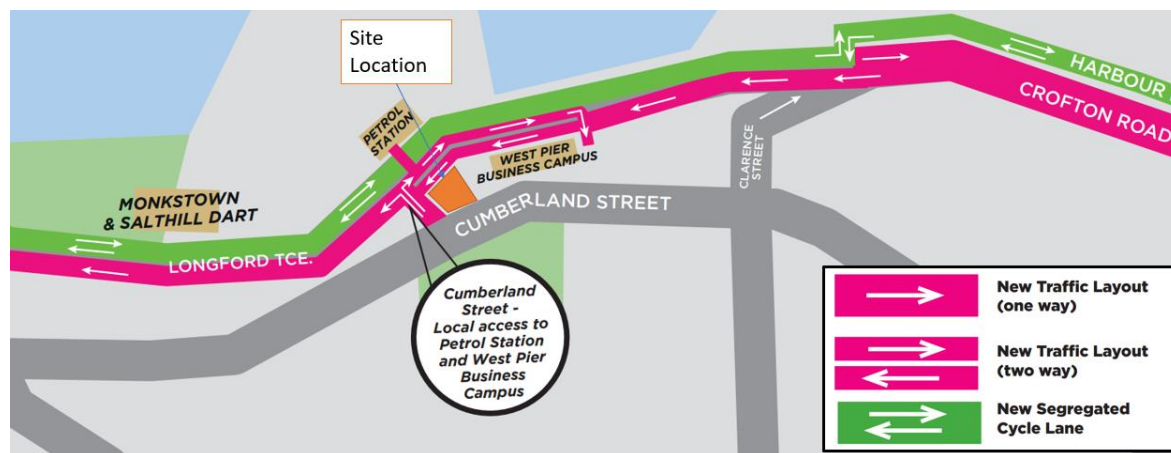 Site
Location
HARBOUR
CROFTON ROAD
PETROL
STATION
WEST PIER
BUSINESS CAMPUS
CLARENCE
STREET
MONKSTOWN
& SALTHILL DART
CUMBERLAND STREET
LONGFORD TCE.
Cumberland
Street -
Local access to
Petrol Station
and West Pier
Business
Campus
New Traffic Layout
(one way)
New Traffic Layout
(two way)
New Segregated
Cycle Lane